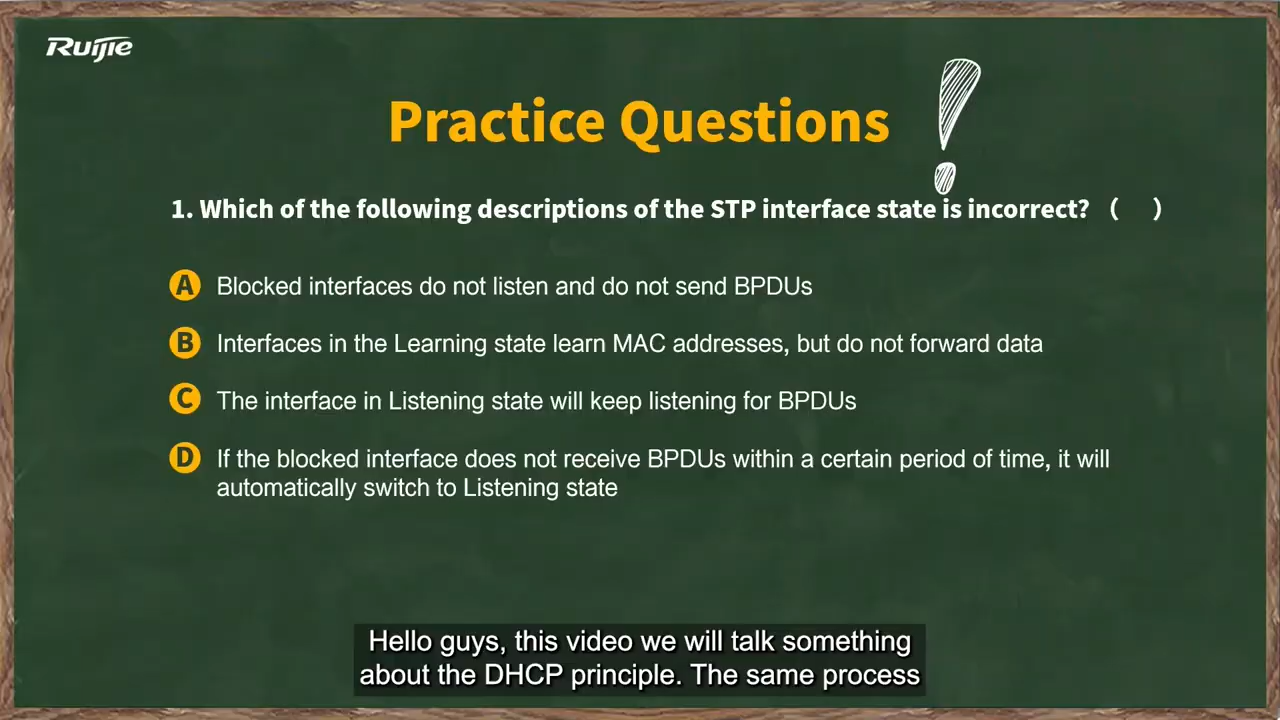 Ruijie
Practice Questions
1. Which of the following descriptions of the STP interface state is incorrect? ( )
A Blocked interfaces do not listen and do not send BPDUs
B Interfaces in the Learning state learn MAC addresses, but do not forward data
C The interface in Listening state will keep listening for BPDUs
D If the blocked interface does not receive BPDUs within a certain period of time, it will
automatically switch to Listening state
Hello guys, this video we will talk something
about the DHCP principle. The same process